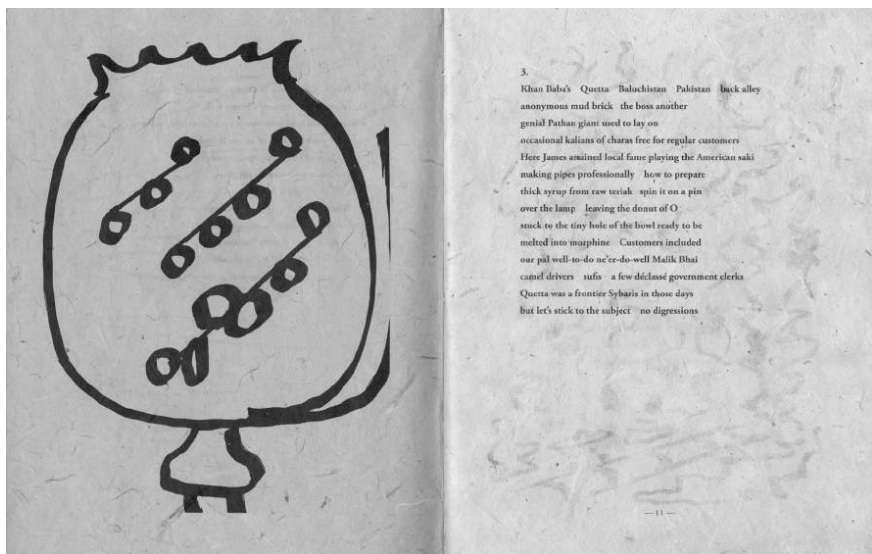 3.
Khan Baba's Quetta Baluchistan Pakistan back alley
anonymous mud brick the boss another
genial Pathan giant used to lay on
occasional kalians of charas free for regular customers
Here James attained local fame playing the American saki
making pipes professionally how to prepare
thick syrup from raw teriak spin it on a pin
over the lamp leaving the donut of O
stuck to the tiny hole of the bowl ready to be
melted into morphine Customers included
our pal well-to-do ne'er-do-well Malik Bhai
camel drivers sufis a few déclassé government clerks
Quetta was a frontier Sybaris in those days
but let's stick to the subject no digressions
— 11 —